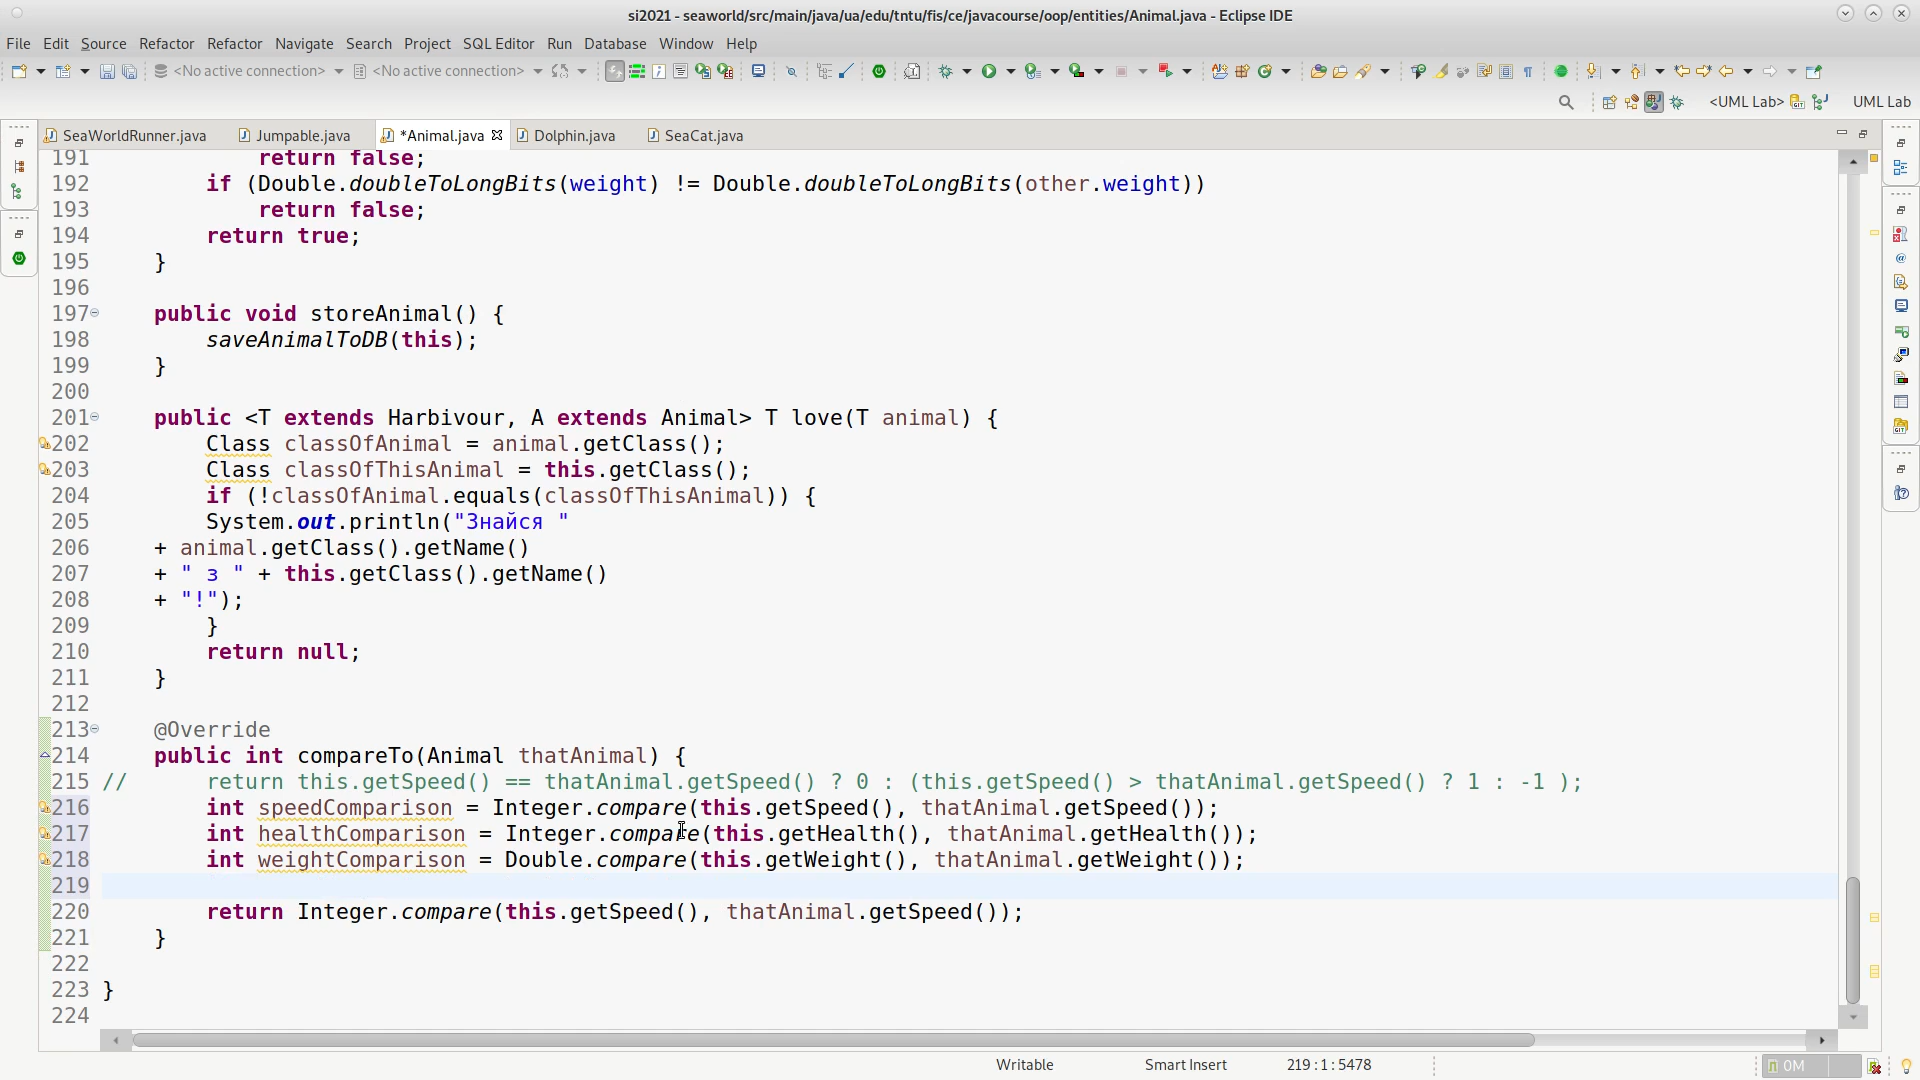 si2021 - seaworld/src/main/java/ua/edu/tntu/fis/ce/javacourse/oop/entities/Animal.java - Eclipse IDE
File Edit Source Refactor Refactor Navigate Search Project SQL Editor Run Database Window Help
<No active connection> <No active connection>
<UML Lab> UML Lab
SeaWorldRunner.java Jumpable.java *Animal.java Dolphin.java SeaCat.java
191 return false;
192 if (Double.doubleToLongBits(weight) != Double.doubleToLongBits(other.weight))
193 return false;
194 return true;
195 }
196
197 public void storeAnimal() {
198 saveAnimalToDB(this);
199 }
200
201 public <T extends Harbivour, A extends Animal> T love(T animal) {
202 Class classOfAnimal = animal.getClass();
203 Class classOfThisAnimal = this.getClass();
204 if (!classOfAnimal.equals(classOfThisAnimal)) {
205 System.out.println("Знайся "
206 + animal.getClass().getName()
207 + " з " + this.getClass().getName()
208 + "!");
209 }
210 return null;
211 }
212
213 @Override
214 public int compareTo(Animal thatAnimal) {
215 // return this.getSpeed() == thatAnimal.getSpeed() ? 0 : (this.getSpeed() > thatAnimal.getSpeed() ? 1 : -1 );
216 int speedComparison = Integer.compare(this.getSpeed(), thatAnimal.getSpeed());
217 int healthComparison = Integer.compare(this.getHealth(), thatAnimal.getHealth());
218 int weightComparison = Double.compare(this.getWeight(), thatAnimal.getWeight());
219
220 return Integer.compare(this.getSpeed(), thatAnimal.getSpeed());
221 }
222
223 }
224
Writable Smart Insert 219 : 1 : 5478 0M